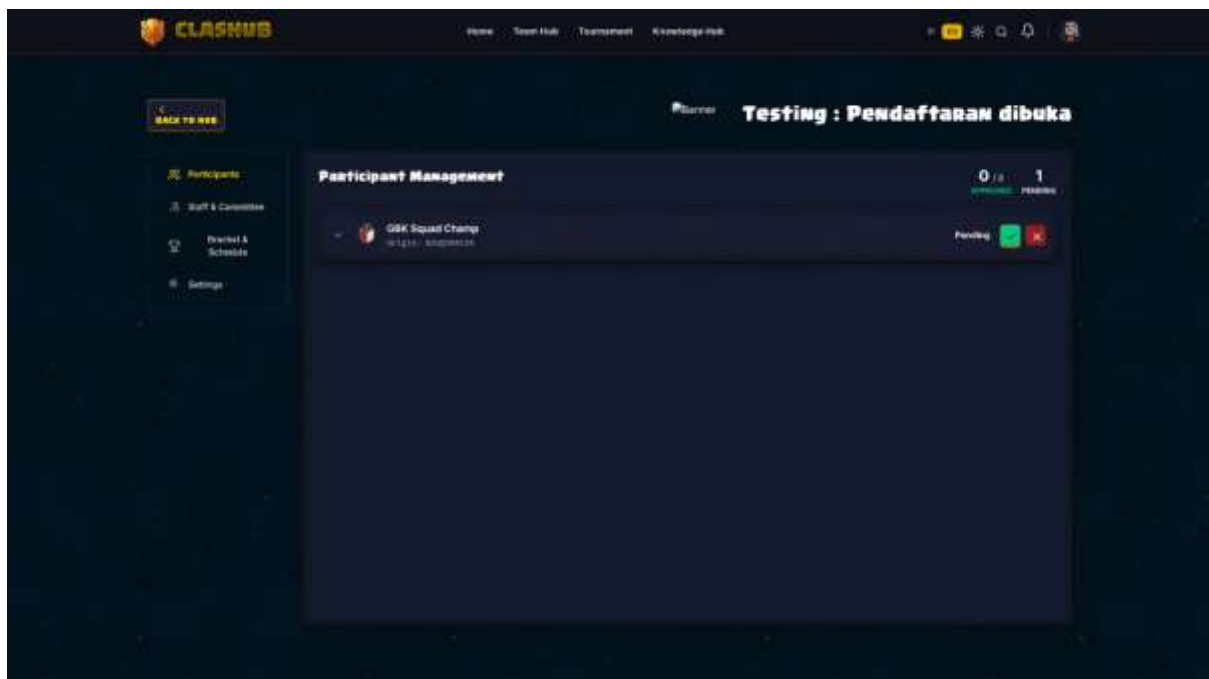 CLASHUB
Home Team Hub Tournament Knowledge Hub
BACK TO HUB
Banner
Testing : Pendaftaran dibuka
Participants
Staff & Committee
Bracket &
Schedule
Settings
Participant Management
0
1
APPROVED PENDING
GBK Squad Champ
Origin:
Pending